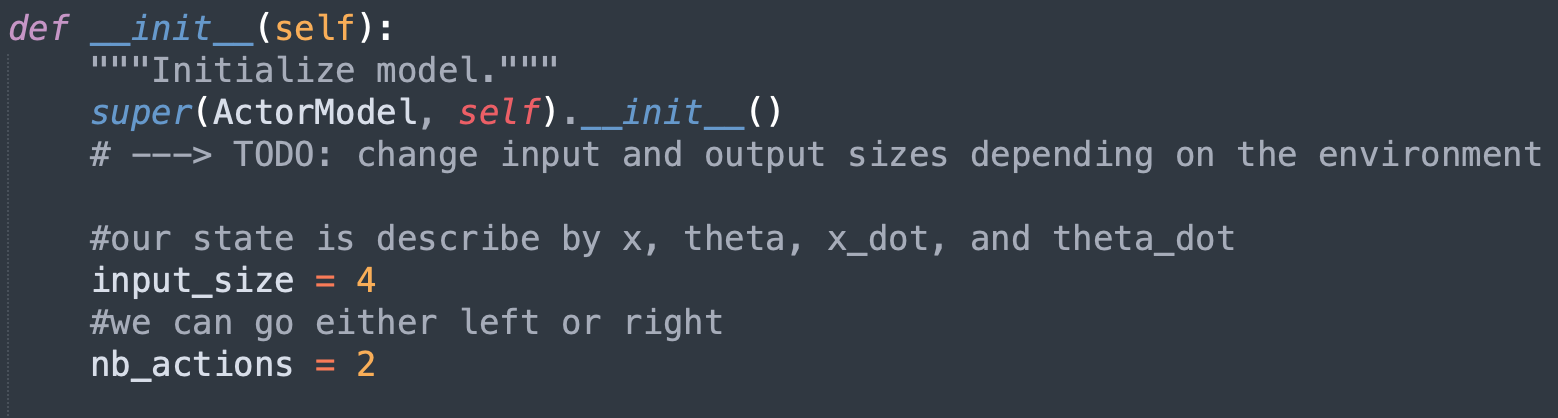 def __init__(self):
"""Initialize model."""
super(ActorModel, self).__init__()
# ---> TODO: change input and output sizes depending on the environment
#our state is describe by x, theta, x_dot, and theta_dot
input_size = 4
#we can go either left or right
nb_actions = 2